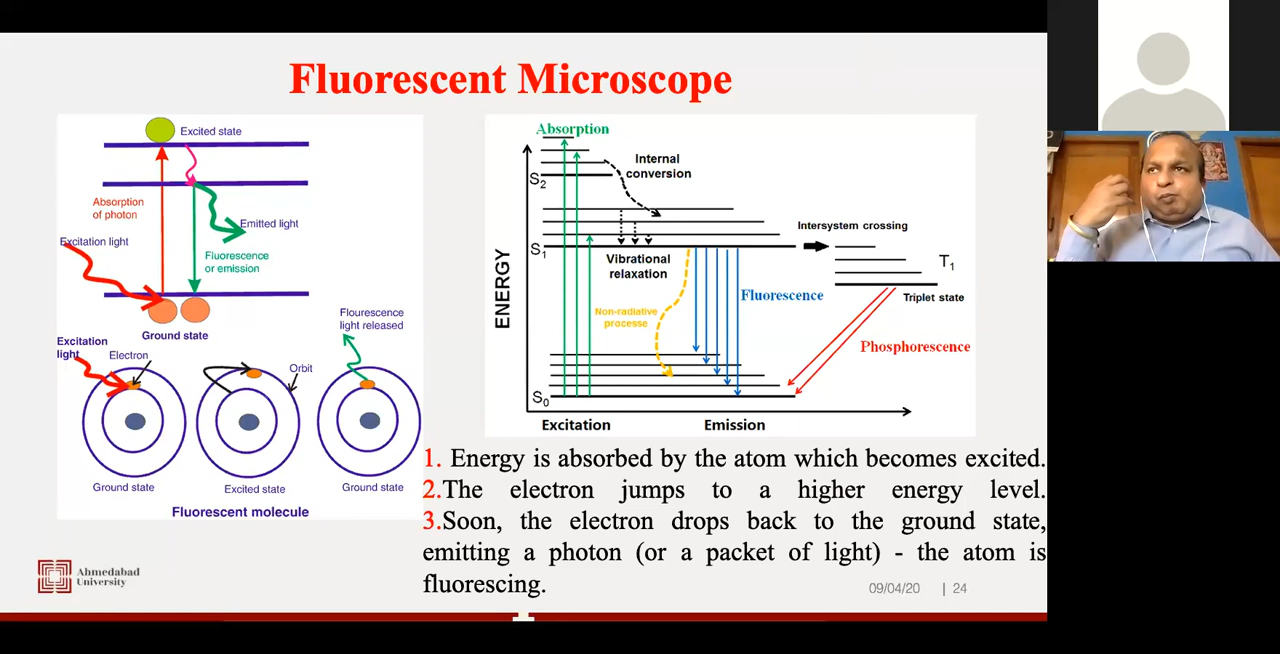 Fluorescent Microscope
Excited state
Absorption
of photon
Emitted light
Excitation light
Fluorescence
or emission
Ground state
Flourescence
light released
Excitation
light
Electron
Orbit
Ground state
Excited state
Ground state
Fluorescent molecule
Absorption
Internal
conversion
S2
Intersystem crossing
S1
Vibrational
relaxation
T1
Triplet state
ENERGY
Fluorescence
Non-radiative
processe
Phosphorescence
S0
Excitation
Emission
1. Energy is absorbed by the atom which becomes excited.
2.The electron jumps to a higher energy level.
3.Soon, the electron drops back to the ground state,
emitting a photon (or a packet of light) - the atom is
fluorescing.
Ahmedabad
University
09/04/20 | 24